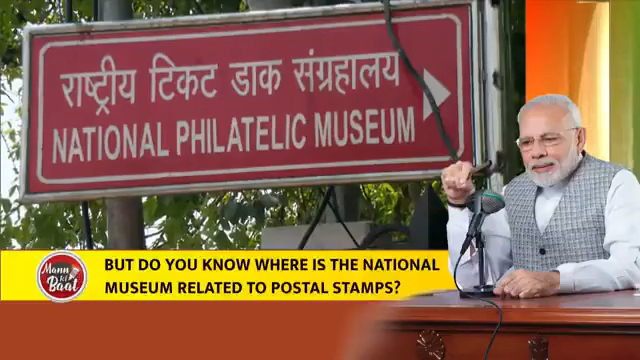 राष्ट्रीय टिकट डाक संग्रहालय
NATIONAL PHILATELIC MUSEUM
Mann
Ki
Baat
BUT DO YOU KNOW WHERE IS THE NATIONAL
MUSEUM RELATED TO POSTAL STAMPS?